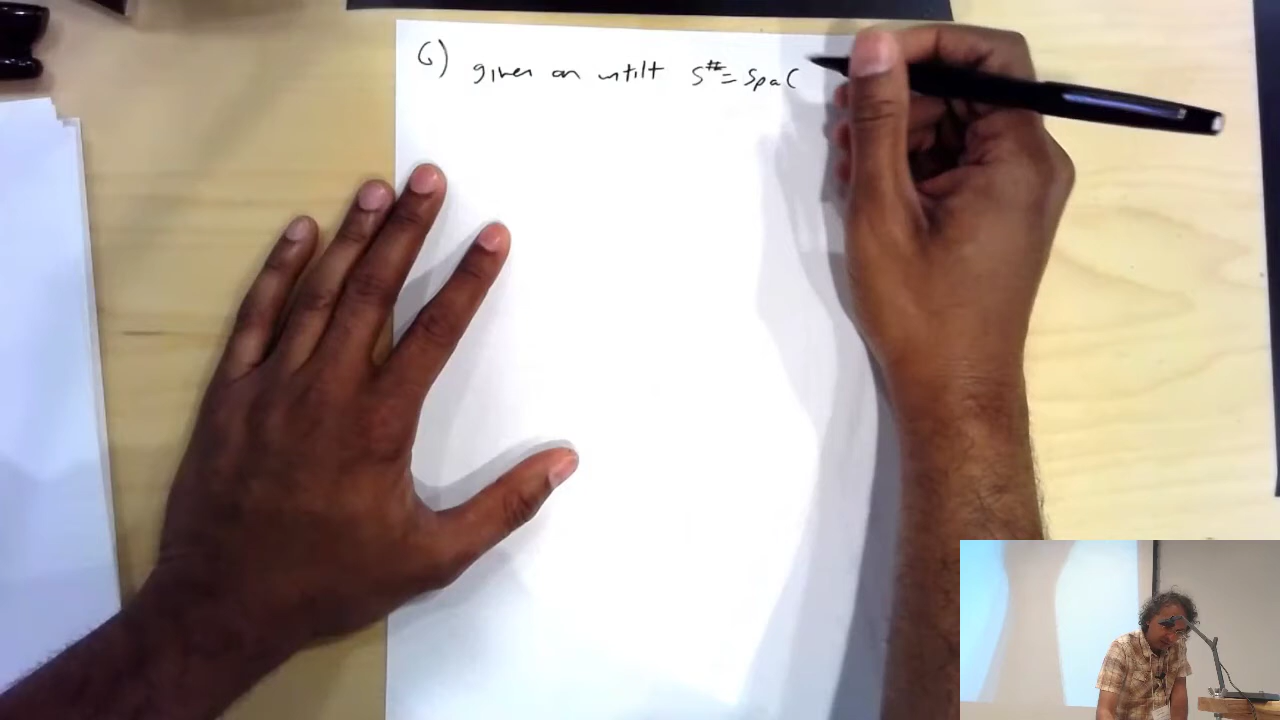 6) given an untilt S^# = Spa(